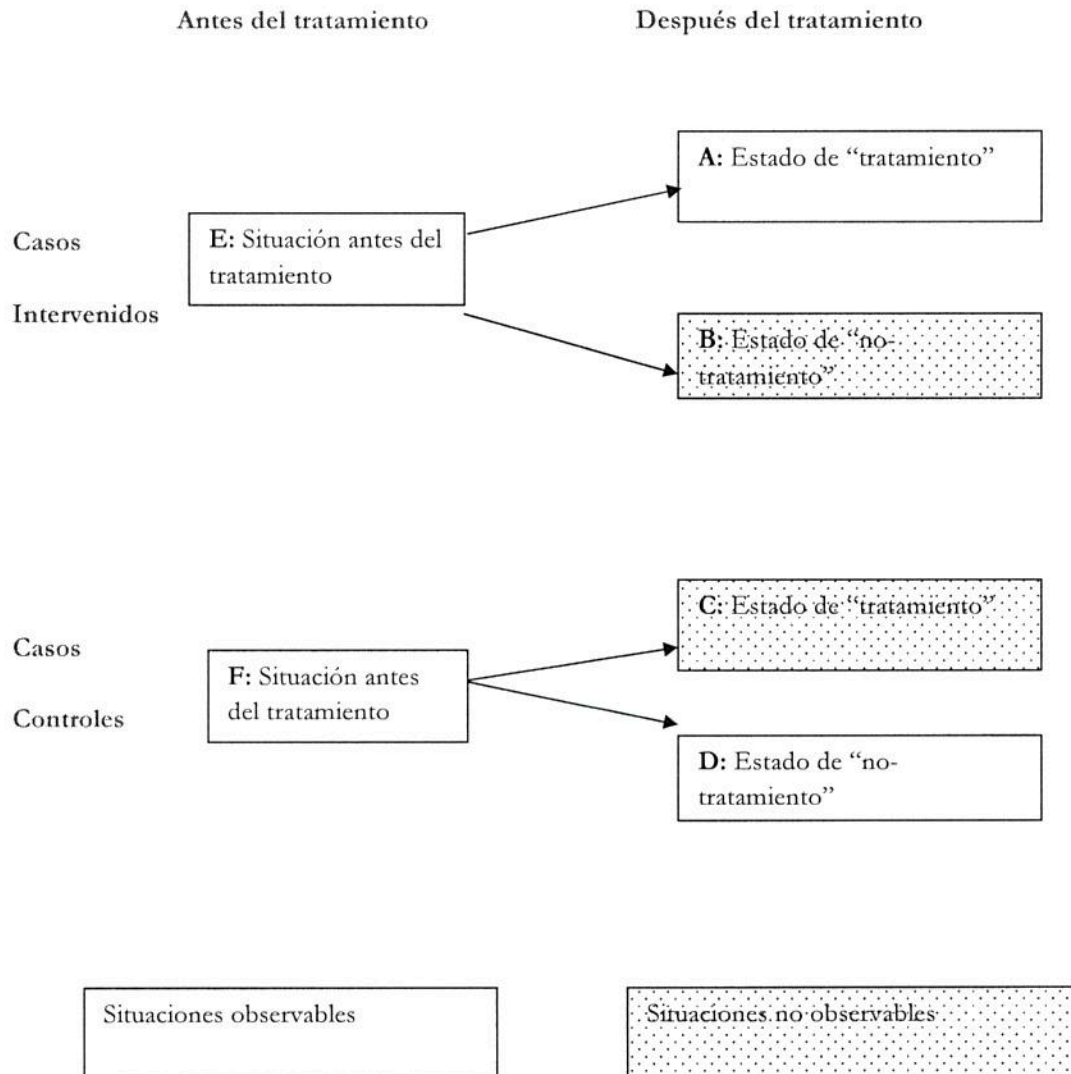 Antes del tratamiento
Después del tratamiento
A: Estado de “tratamiento”
Casos
E: Situación antes del
tratamiento
Intervenidos
B: Estado de “no-
tratamiento”
C: Estado de “tratamiento”
Casos
F: Situación antes
del tratamiento
Controles
D: Estado de “no-
tratamiento”
Situaciones observables
Situaciones no observables